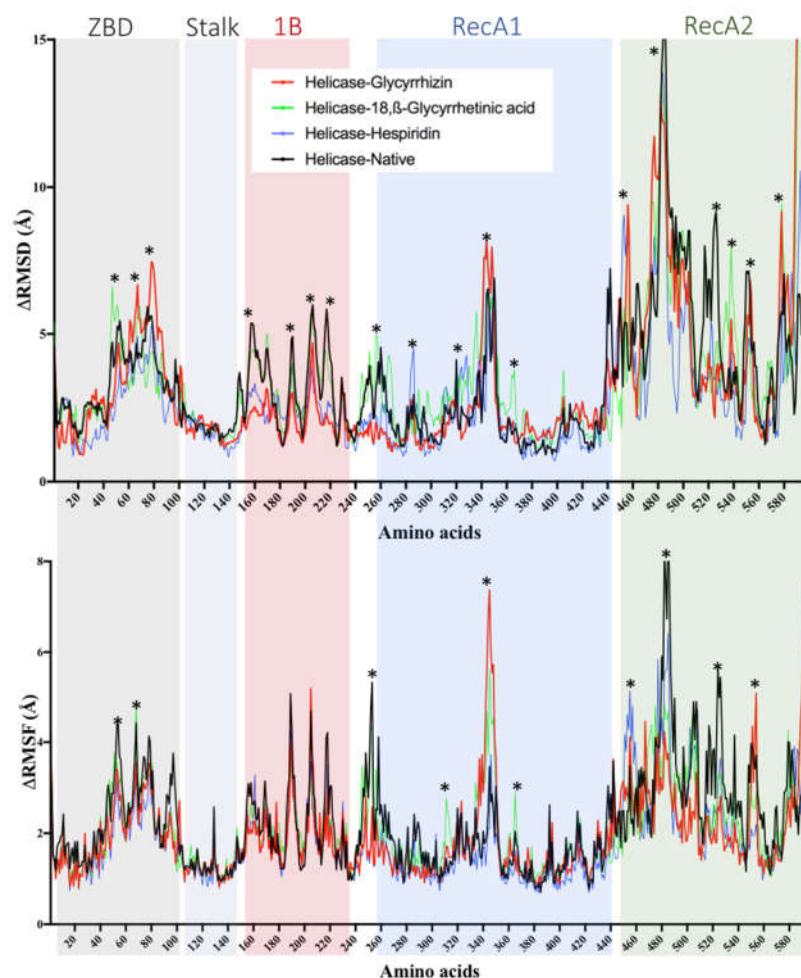 ZBD Stalk 1B RecA1 RecA2
15
Helicase-Glycyrrhizin
Helicase-18,ß-Glycyrrhetinic acid
Helicase-Hespiridin
Helicase-Native
* * * * * * * * * * * * * * * * * *
10
ΔRMSD (Å)
5
0
20 40 60 80 100 120 140 160 180 200 220 240 260 280 300 320 340 360 380 400 420 440 460 480 500 520 540 560 580
Amino acids
8
* * * * * * * * * *
6
ΔRMSF (Å)
4
2
0
20 40 60 80 100 120 140 160 180 200 220 240 260 280 300 320 340 360 380 400 420 440 460 480 500 520 540 560 580
Amino acids